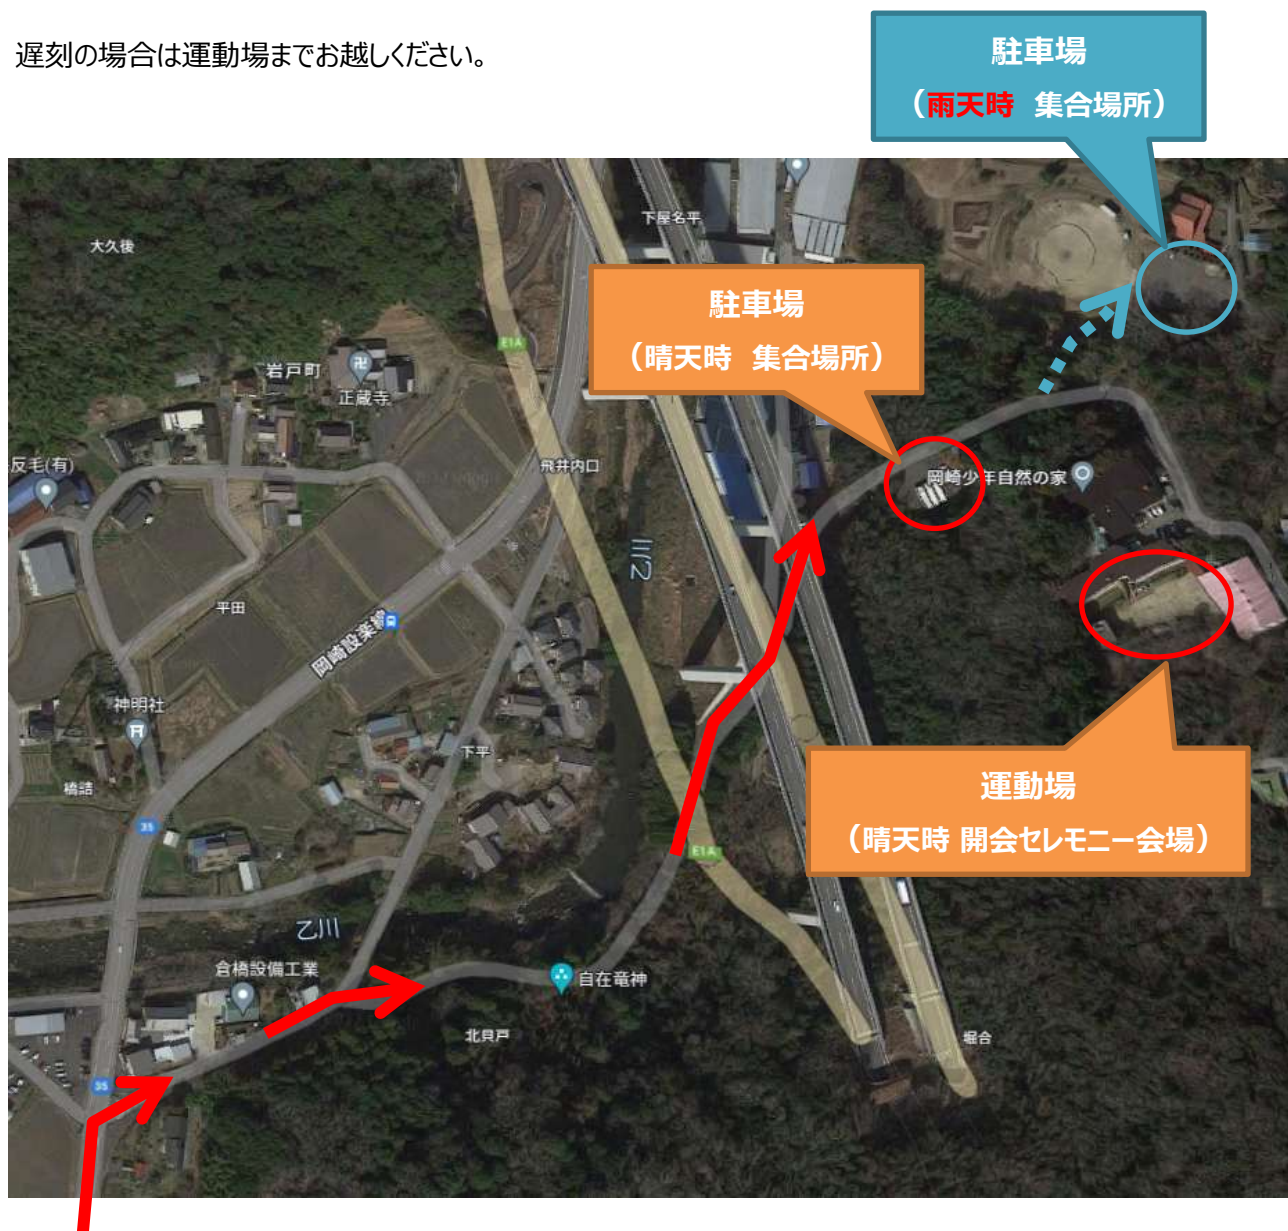 遅刻の場合は運動場までお越しください。
駐車場
（雨天時　集合場所）
下屋名平
大久後
駐車場
（晴天時　集合場所）
E1A
岩戸町
正蔵寺
反毛(有)
飛井内口
岡崎少年自然の家
乙川
平田
岡崎設楽線
神明社
下平
橋詰
運動場
（晴天時 開会セレモニー会場）
35
E1A
乙川
倉橋設備工業
自在竜神
北貝戸
堀合
35